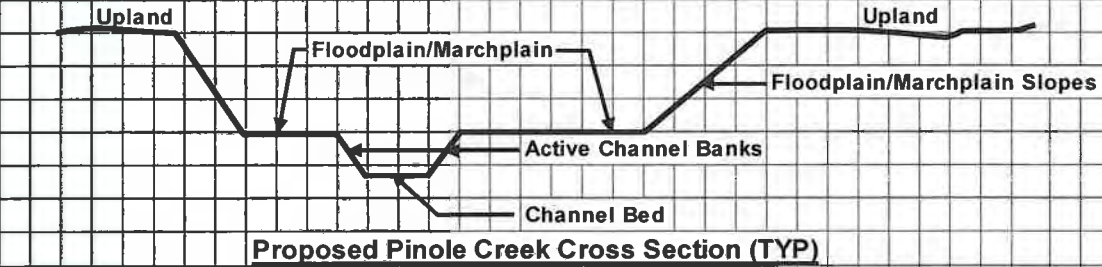 Upland
Upland
Floodplain/Marchplain
Floodplain/Marchplain Slopes
Active Channel Banks
Channel Bed
Proposed Pinole Creek Cross Section (TYP)